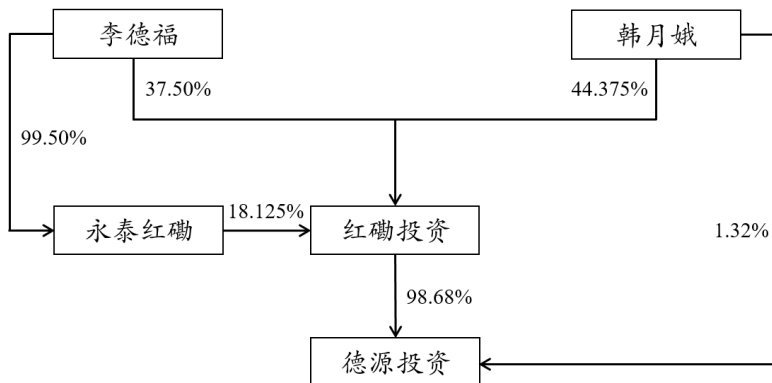 李德福
韩月娥
37.50%
44.375%
99.50%
永泰红磡
18.125%
红磡投资
1.32%
98.68%
德源投资